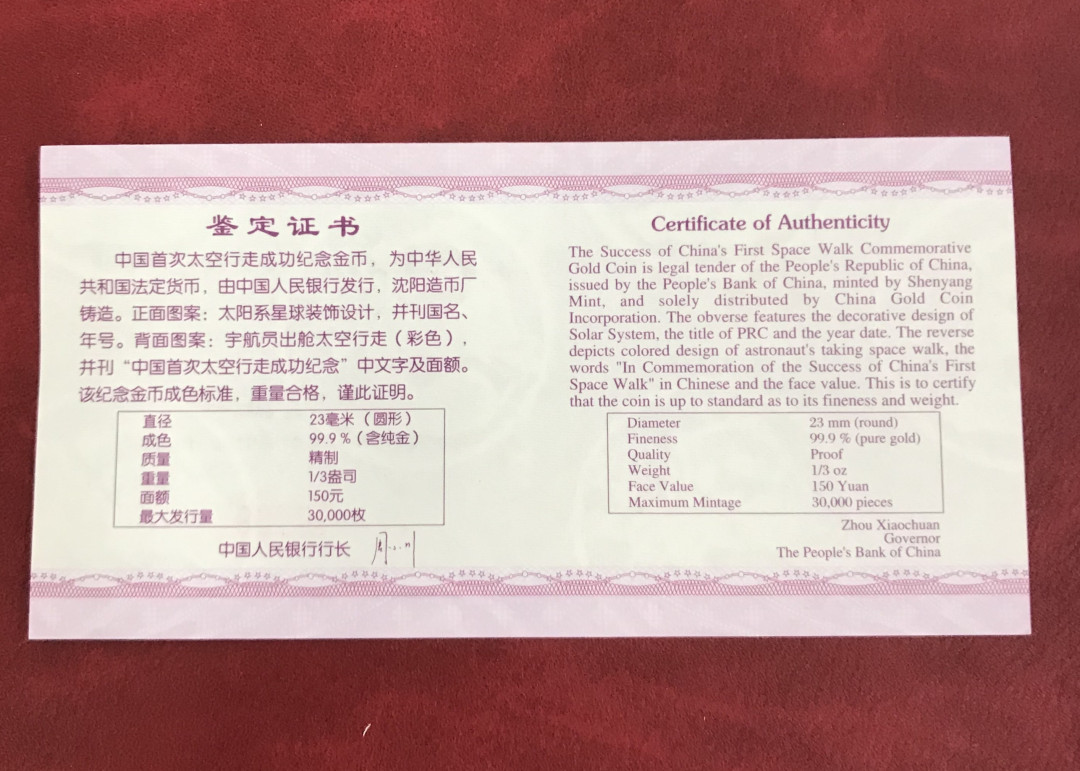 鉴定证书
中国首次太空行走成功纪念金币，为中华人民
共和国法定货币，由中国人民银行发行，沈阳造币厂
铸造。正面图案：太阳系星球装饰设计，并刊国名、
年号。背面图案：宇航员出舱太空行走（彩色），
并刊“中国首次太空行走成功纪念”中文字及面额。
该纪念金币成色标准，重量合格，谨此证明。
直径 23毫米（圆形）
成色 99.9％（含纯金）
质量 精制
重量 1/3盎司
面额 150元
最大发行量 30,000枚
中国人民银行行长
Certificate of Authenticity
The Success of China's First Space Walk Commemorative
Gold Coin is legal tender of the People's Republic of China,
issued by the People's Bank of China, minted by Shenyang
Mint, and solely distributed by China Gold Coin
Incorporation. The obverse features the decorative design of
Solar System, the title of PRC and the year date. The reverse
depicts colored design of astronaut's taking space walk, the
words "In Commemoration of the Success of China's First
Space Walk" in Chinese and the face value. This is to certify
that the coin is up to standard as to its fineness and weight.
Diameter 23 mm (round)
Fineness 99.9 % (pure gold)
Quality Proof
Weight 1/3 oz
Face Value 150 Yuan
Maximum Mintage 30,000 pieces
Zhou Xiaochuan
Governor
The People's Bank of China